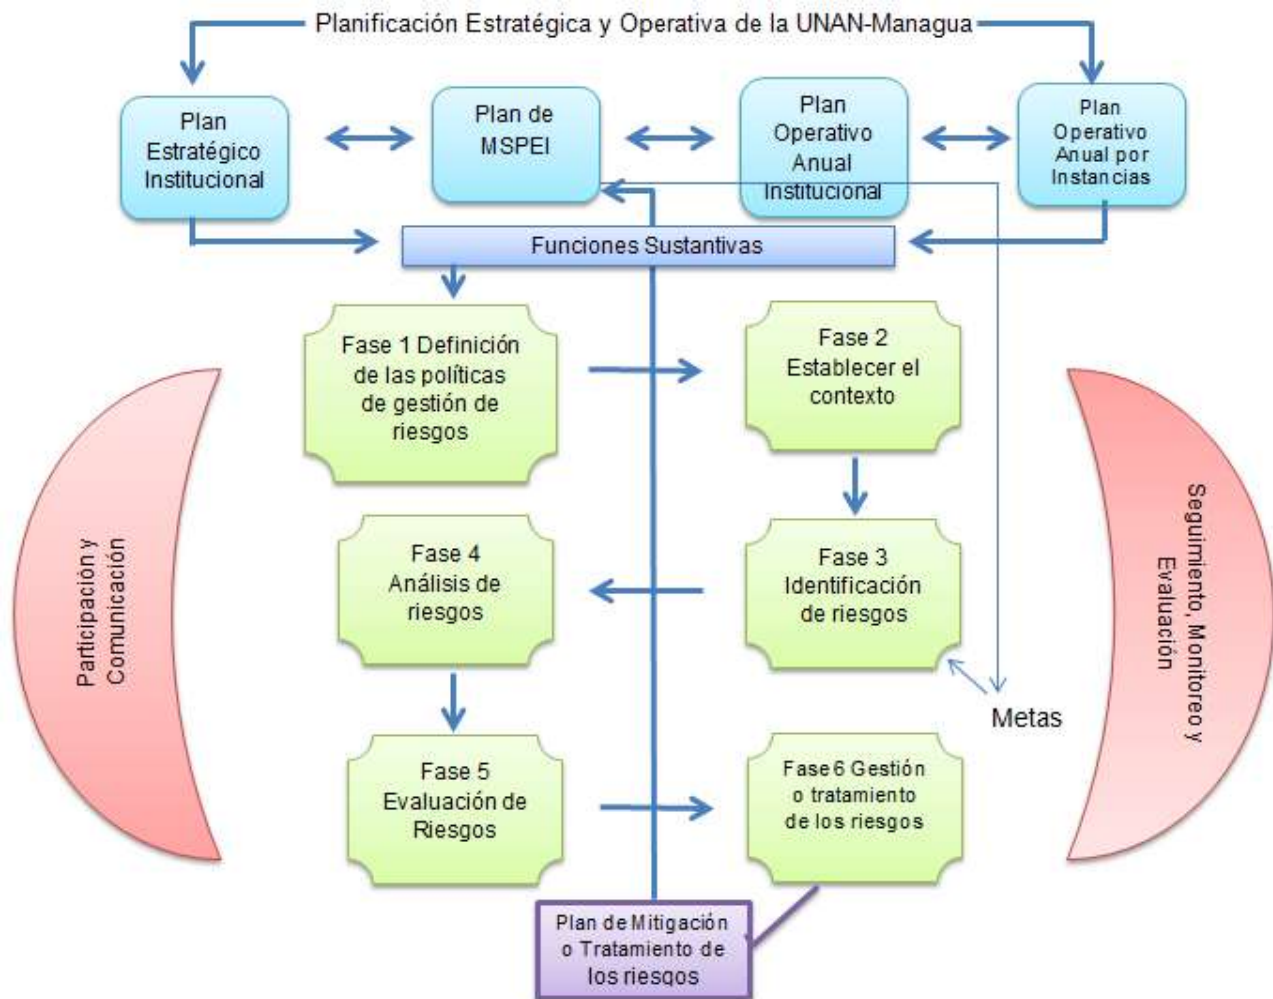 Planificación Estratégica y Operativa de la UNAN-Managua
Plan
Estratégico
Institucional
Plan de
MSPEI
Plan
Operativo
Anual
Institucional
Plan
Operativo
Anual por
Instancias
Funciones Sustantivas
Fase 1 Definición
de las políticas
de gestión de
riesgos
Fase 2
Establecer el
contexto
Participación y
Comunicación
Fase 4
Análisis de
riesgos
Fase 3
Identificación
de riesgos
Seguimiento, Monitoreo y
Evaluación
Metas
Fase 5
Evaluación de
Riesgos
Fase 6 Gestión
o tratamiento
de los riesgos
Plan de Mitigación
o Tratamiento de
los riesgos